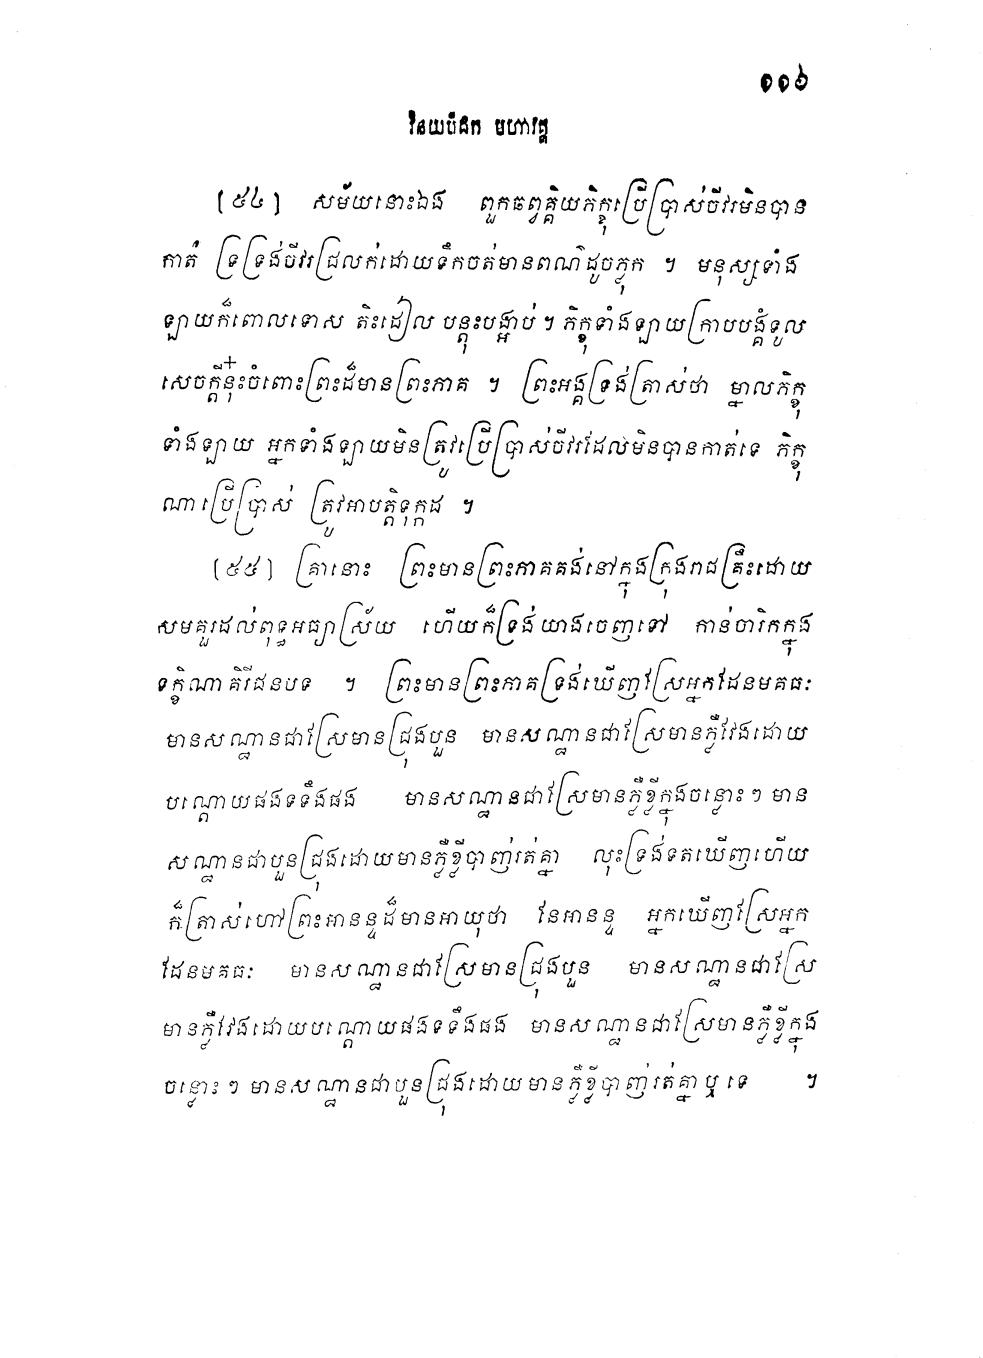 ១១៦
វិនយបិដក មហាវគ្គ
[៥៤] សម័យនោះឯង ពួកឆព្វគ្គិយភិក្ខុប្រើប្រាស់ចីវរមិនបាន
កាត់ ទ្រទ្រង់ចីវរជ្រលក់ដោយទឹកចត់មានពណ៌ដូចភ្លុក ។ មនុស្សទាំង
ឡាយក៏ពោលទោស តិះដៀល បន្តុះបង្អាប់ ។ ភិក្ខុទាំងឡាយក្រាបបង្គំទូល
សេចក្តីនុ៎ះចំពោះព្រះដ៏មានព្រះភាគ ។ ព្រះអង្គទ្រង់ត្រាស់ថា ម្នាលភិក្ខុ
ទាំងឡាយ អ្នកទាំងឡាយមិនត្រូវប្រើប្រាស់ចីវរដែលមិនបានកាត់ទេ ភិក្ខុ
ណាប្រើប្រាស់ ត្រូវអាបត្តិទុក្កដ ។
[៥៥] គ្រានោះ ព្រះមានព្រះភាគគង់នៅក្នុងក្រុងរាជគ្រឹះដោយ
សមគួរដល់ពុទ្ធអធ្យាស្រ័យ ហើយក៏ទ្រង់យាងចេញទៅ កាន់ចារិកក្នុង
ទក្ខិណាគិរីជនបទ ។ ព្រះមានព្រះភាគទ្រង់ឃើញស្រែអ្នកដែនមគធៈ
មានសណ្ឋានជាស្រែមានជ្រុងបួន មានសណ្ឋានជាស្រែមានភ្លឺវែងដោយ
បណ្តោយផងទទឹងផង មានសណ្ឋានជាស្រែមានភ្លឺខ្លីក្នុងចន្លោះៗ មាន
សណ្ឋានជាបួនជ្រុងដោយមានភ្លឺខ្លីប្រាញ់រត់គ្នា លុះទ្រង់ទតឃើញហើយ
ក៏ត្រាស់ហៅព្រះអានន្ទដ៏មានអាយុថា នែអានន្ទ អ្នកឃើញស្រែអ្នក
ដែនមគធៈ មានសណ្ឋានជាស្រែមានជ្រុងបួន មានសណ្ឋានជាស្រែ
មានភ្លឺវែងដោយបណ្តោយផងទទឹងផង មានសណ្ឋានជាស្រែមានភ្លឺខ្លីក្នុង
ចន្លោះៗ មានសណ្ឋានជាបួនជ្រុងដោយមានភ្លឺខ្លីប្រាញ់រត់គ្នាឬទេ ។